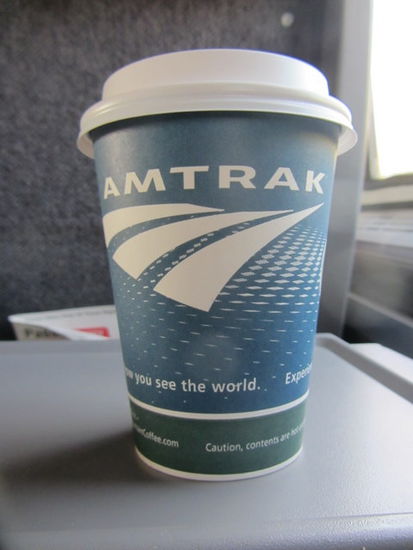 AMTRAK
you see the world.
Caution, contents are